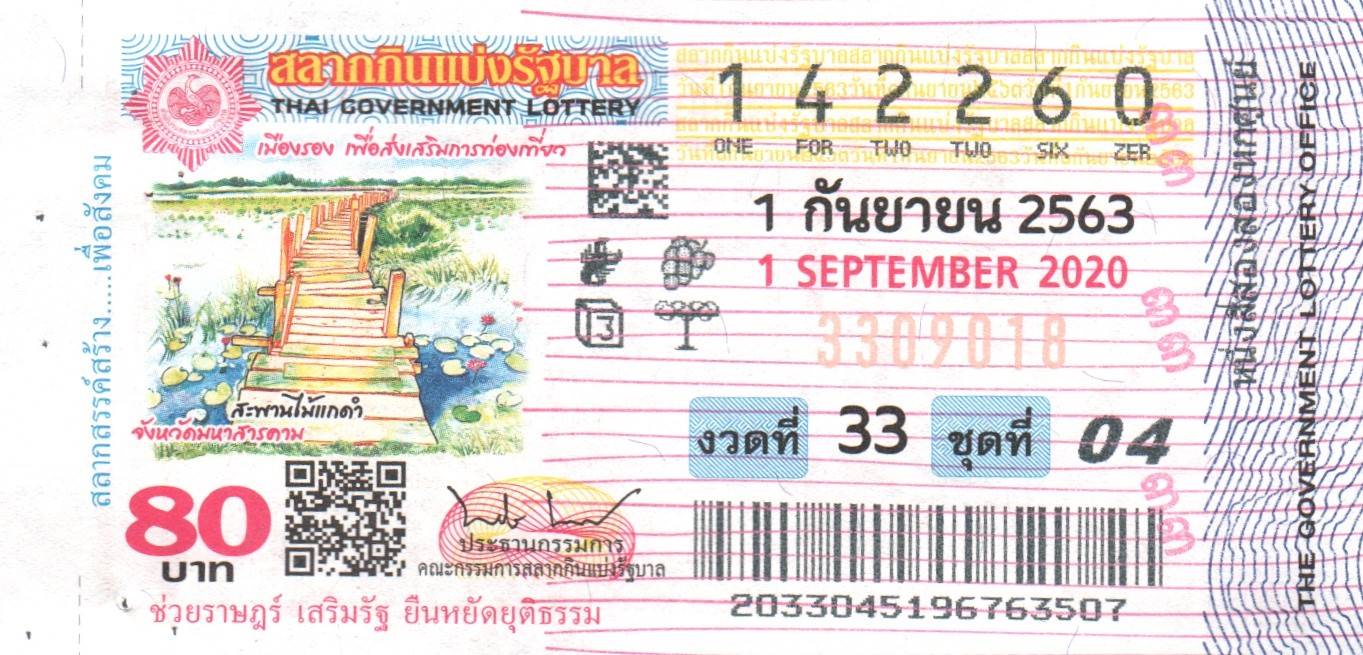 สลากกินแบ่งรัฐบาล
THAI GOVERNMENT LOTTERY
เมืองรอง เพื่อส่งเสริมการท่องเที่ยว
1 4 2 2 6 0
ONE FOR TWO TWO SIX ZER
1 กันยายน 2563
1 SEPTEMBER 2020
3
3309018
สะพานไม้แกดำ
จังหวัดมหาสารคาม
งวดที่ 33 ชุดที่ 04
80
บาท
ประธานกรรมการ
คณะกรรมการสลากกินแบ่งรัฐบาล
2033045196763507
ช่วยราษฎร์ เสริมรัฐ ยืนหยัดยุติธรรม
สลากสรรค์สร้าง.....เพื่อสังคม
หนึ่งสี่สองสองหกศูนย์
THE GOVERNMENT LOTTERY OFFICE